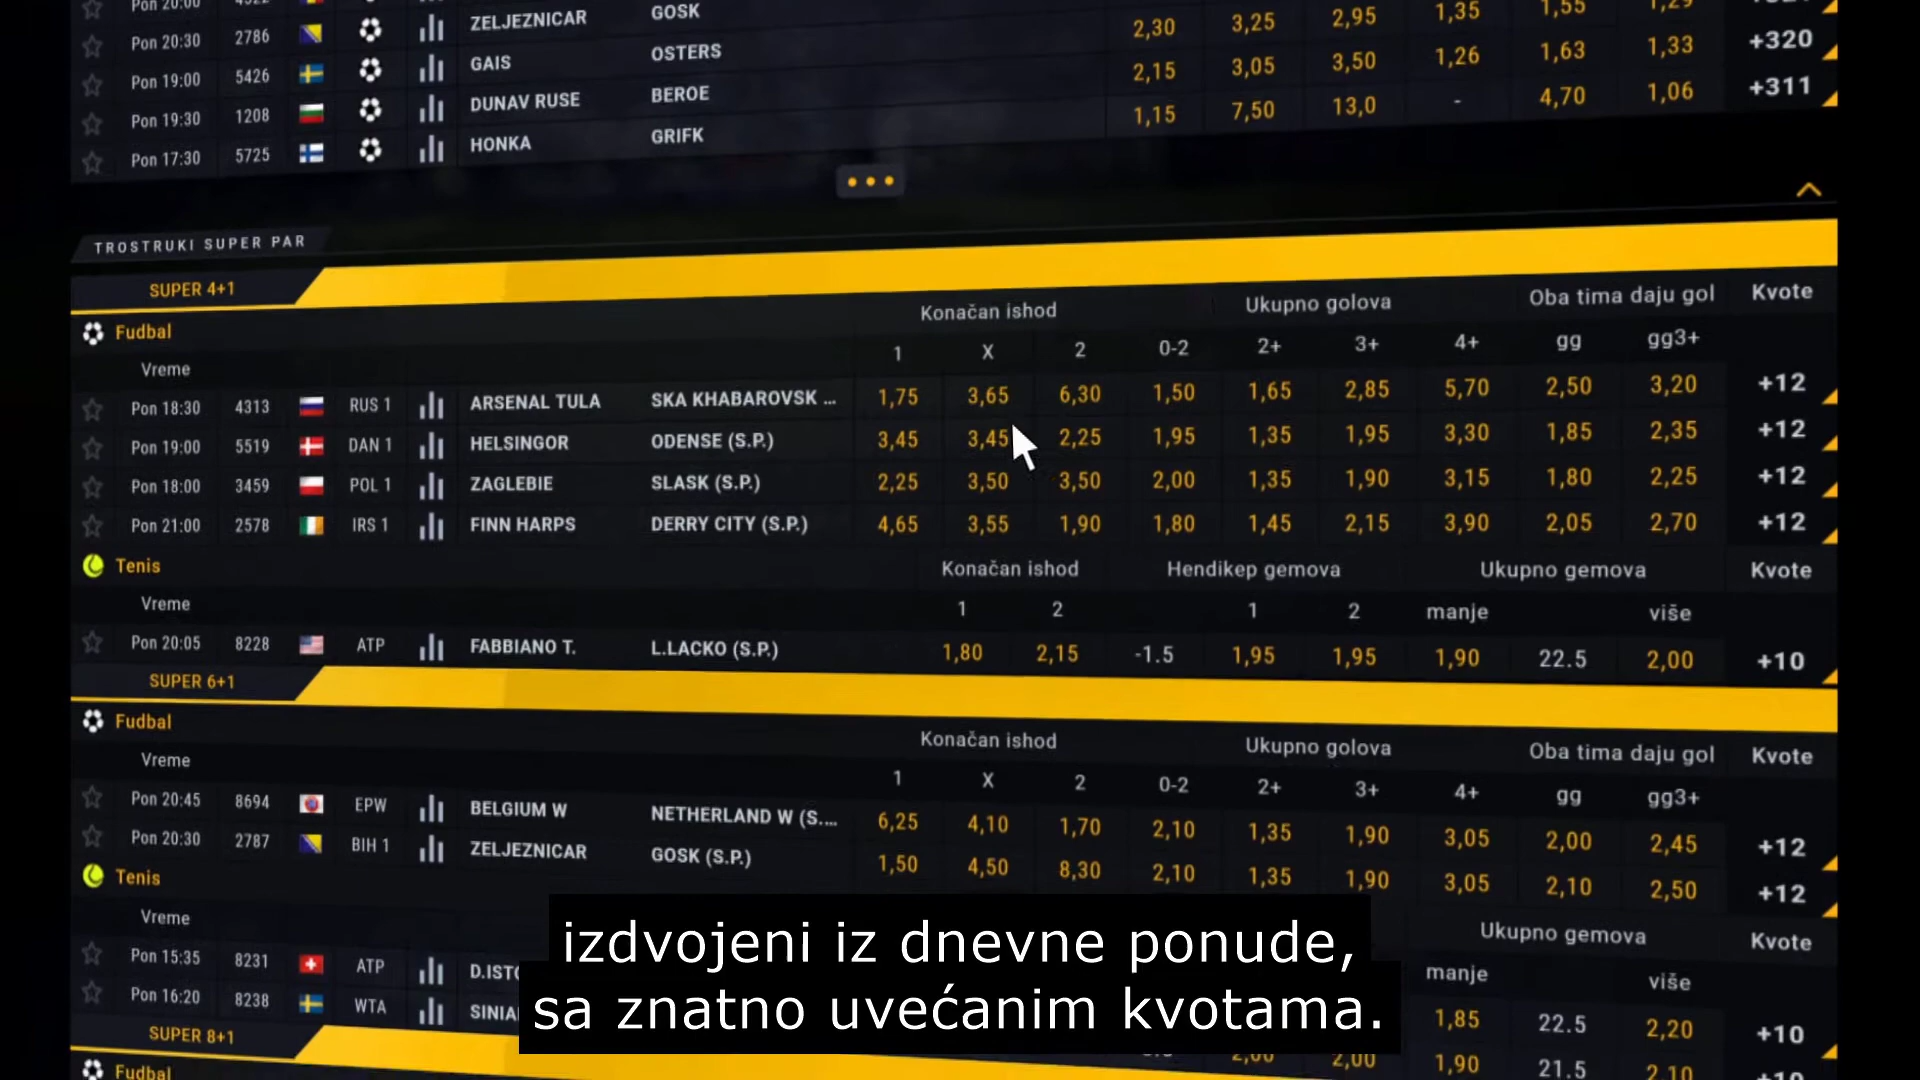 Pon 20:30 2786 ZELJEZNICAR GOSK 2,30 3,25 2,95 1,35 1,55
Pon 19:00 5426 GAIS OSTERS 2,15 3,05 3,50 1,26 1,63 1,33 +320
Pon 19:30 1208 DUNAV RUSE BEROE 1,15 7,50 13,0 - 4,70 1,06 +311
Pon 17:30 5725 HONKA GRIFK
TROSTRUKI SUPER PAR
SUPER 4+1
Fudbal Konačan ishod Ukupno golova Oba tima daju gol Kvote
Vreme 1 X 2 0-2 2+ 3+ 4+ gg gg3+
Pon 18:30 4313 RUS 1 ARSENAL TULA SKA KHABAROVSK ... 1,75 3,65 6,30 1,50 1,65 2,85 5,70 2,50 3,20 +12
Pon 19:00 5519 DAN 1 HELSINGOR ODENSE (S.P.) 3,45 3,45 2,25 1,95 1,35 1,95 3,30 1,85 2,35 +12
Pon 18:00 3459 POL 1 ZAGLEBIE SLASK (S.P.) 2,25 3,50 3,50 2,00 1,35 1,90 3,15 1,80 2,25 +12
Pon 21:00 2578 IRS 1 FINN HARPS DERRY CITY (S.P.) 4,65 3,55 1,90 1,80 1,45 2,15 3,90 2,05 2,70 +12
Tenis Konačan ishod Hendikep gemova Ukupno gemova Kvote
Vreme 1 2 1 2 manje više
Pon 20:05 8228 ATP FABBIANO T. L.LACKO (S.P.) 1,80 2,15 -1.5 1,95 1,95 1,90 22.5 2,00 +10
SUPER 6+1
Fudbal Konačan ishod Ukupno golova Oba tima daju gol Kvote
Vreme 1 X 2 0-2 2+ 3+ 4+ gg gg3+
Pon 20:45 8694 EPW BELGIUM W NETHERLAND W (S.... 6,25 4,10 1,70 2,10 1,35 1,90 3,05 2,00 2,45 +12
Pon 20:30 2787 BIH 1 ZELJEZNICAR GOSK (S.P.) 1,50 4,50 8,30 2,10 1,35 1,90 3,05 2,10 2,50 +12
Tenis Ukupno gemova Kvote
Vreme manje više
Pon 15:35 8231 ATP 1,85 22.5 2,20 +10
Pon 16:20 8238 WTA 2,00 2,00 1,90 21.5 2,10
SUPER 8+1
Fudbal
izdvojeni iz dnevne ponude,
sa znatno uvećanim kvotama.